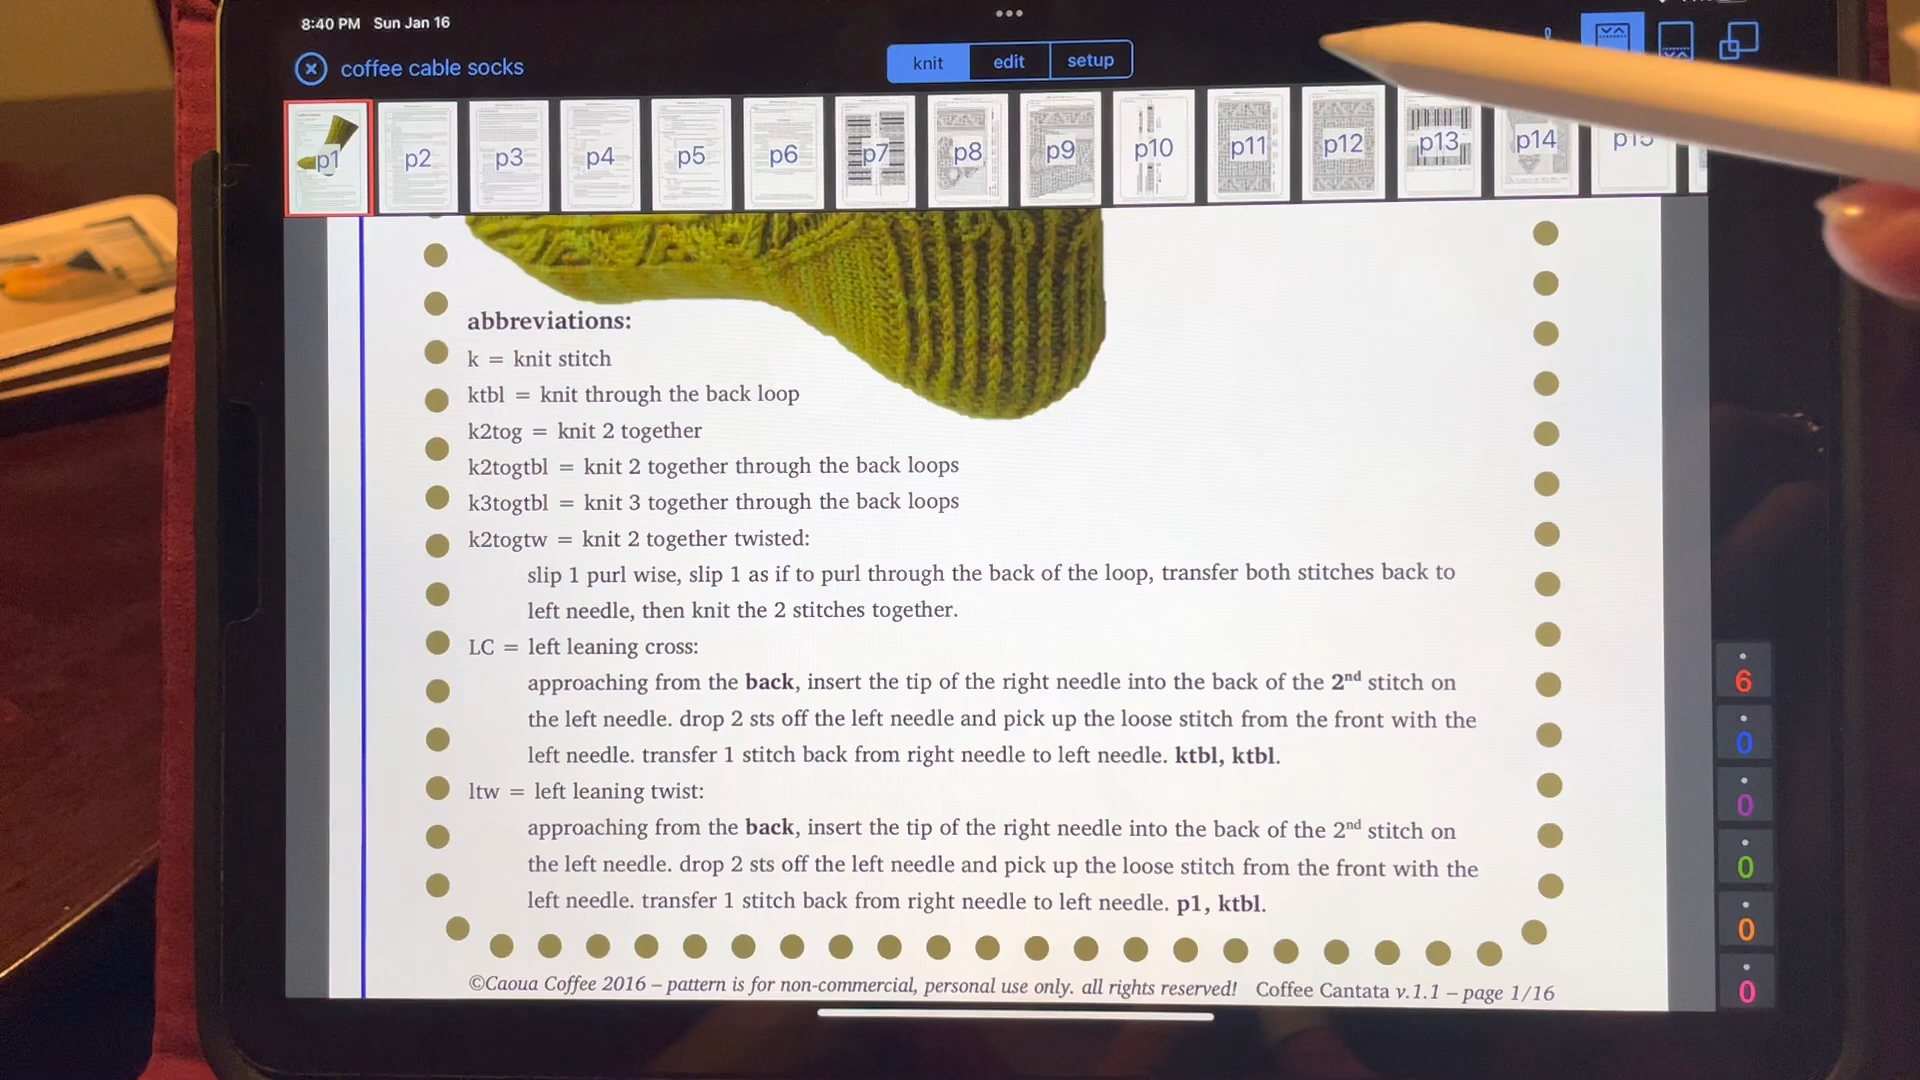 8:40 PM Sun Jan 16
coffee cable socks
knit edit setup
p1 p2 p3 p4 p5 p6 p7 p8 p9 p10 p11 p12 p13 p14 p15
abbreviations:
k = knit stitch
ktbl = knit through the back loop
k2tog = knit 2 together
k2togtbl = knit 2 together through the back loops
k3togtbl = knit 3 together through the back loops
k2togtw = knit 2 together twisted:
slip 1 purl wise, slip 1 as if to purl through the back of the loop, transfer both stitches back to
left needle, then knit the 2 stitches together.
LC = left leaning cross:
approaching from the back, insert the tip of the right needle into the back of the 2nd stitch on
the left needle. drop 2 sts off the left needle and pick up the loose stitch from the front with the
left needle. transfer 1 stitch back from right needle to left needle. ktbl, ktbl.
ltw = left leaning twist:
approaching from the back, insert the tip of the right needle into the back of the 2nd stitch on
the left needle. drop 2 sts off the left needle and pick up the loose stitch from the front with the
left needle. transfer 1 stitch back from right needle to left needle. p1, ktbl.
©Caoua Coffee 2016 – pattern is for non-commercial, personal use only. all rights reserved! Coffee Cantata v.1.1 – page 1/16
6
0
0
0
0
0